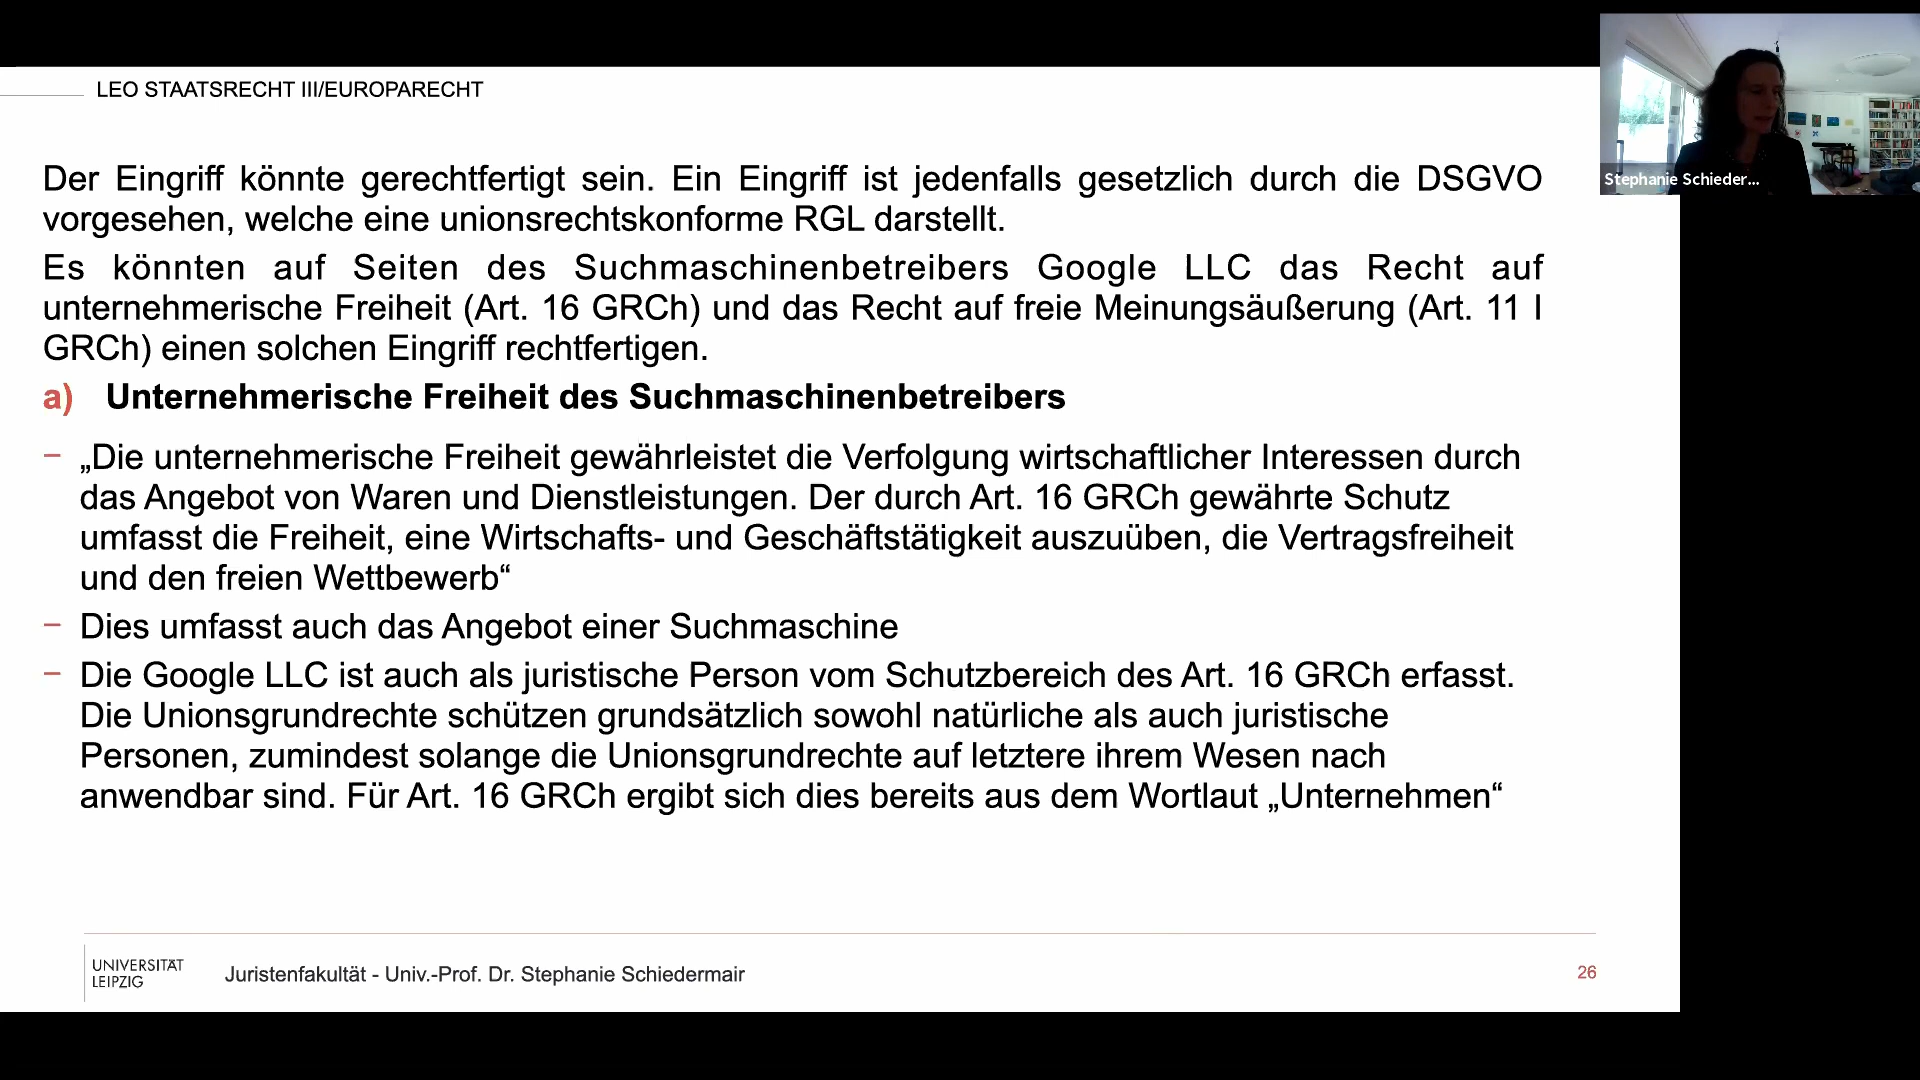 LEO STAATSRECHT III/EUROPARECHT
Stephanie Schieder...
Der Eingriff könnte gerechtfertigt sein. Ein Eingriff ist jedenfalls gesetzlich durch die DSGVO
vorgesehen, welche eine unionsrechtskonforme RGL darstellt.
Es könnten auf Seiten des Suchmaschinenbetreibers Google LLC das Recht auf
unternehmerische Freiheit (Art. 16 GRCh) und das Recht auf freie Meinungsäußerung (Art. 11 I
GRCh) einen solchen Eingriff rechtfertigen.
a) Unternehmerische Freiheit des Suchmaschinenbetreibers
– „Die unternehmerische Freiheit gewährleistet die Verfolgung wirtschaftlicher Interessen durch
das Angebot von Waren und Dienstleistungen. Der durch Art. 16 GRCh gewährte Schutz
umfasst die Freiheit, eine Wirtschafts- und Geschäftstätigkeit auszuüben, die Vertragsfreiheit
und den freien Wettbewerb“
– Dies umfasst auch das Angebot einer Suchmaschine
– Die Google LLC ist auch als juristische Person vom Schutzbereich des Art. 16 GRCh erfasst.
Die Unionsgrundrechte schützen grundsätzlich sowohl natürliche als auch juristische
Personen, zumindest solange die Unionsgrundrechte auf letztere ihrem Wesen nach
anwendbar sind. Für Art. 16 GRCh ergibt sich dies bereits aus dem Wortlaut „Unternehmen“
UNIVERSITÄT
LEIPZIG
Juristenfakultät - Univ.-Prof. Dr. Stephanie Schiedermair
26